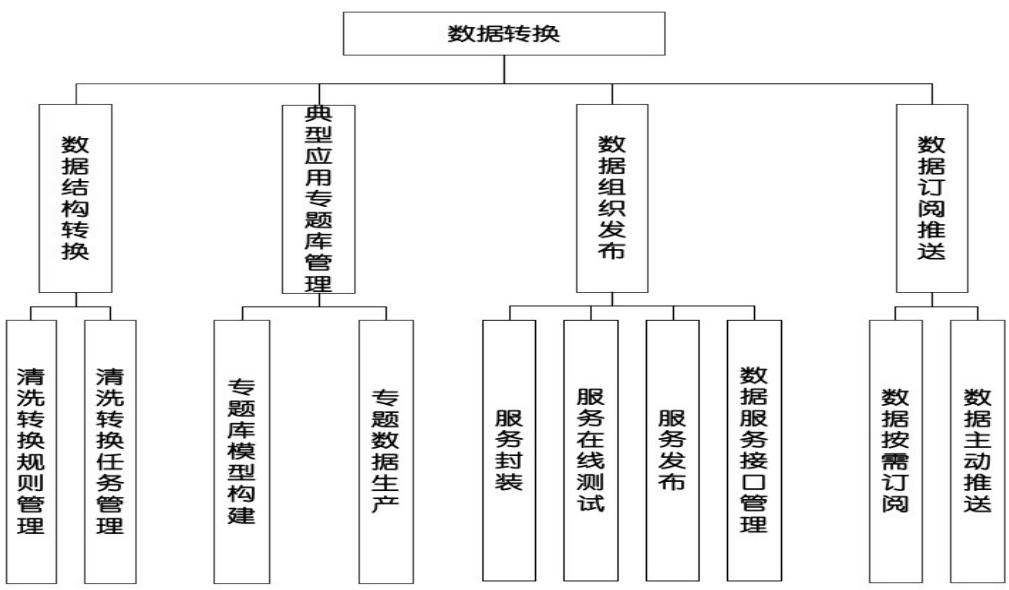 数据转换
数据结构转换
典型应用专题库管理
数据组织发布
数据订阅推送
清洗转换规则管理
清洗转换任务管理
专题库模型构建
专题数据生产
服务封装
服务在线测试
服务发布
数据服务接口管理
数据按需订阅
数据主动推送